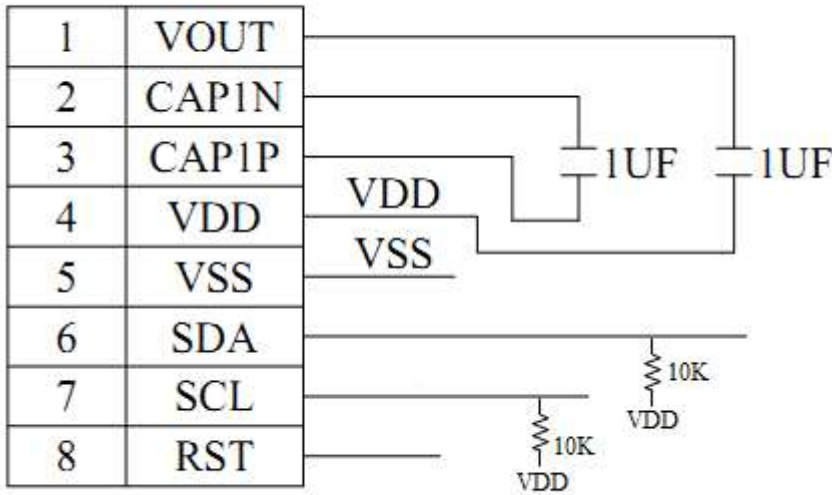 1 VOUT
2 CAP1N
3 CAP1P 1UF 1UF
4 VDD VDD
5 VSS VSS
6 SDA
10K
7 SCL
VDD
8 RST 10K
VDD